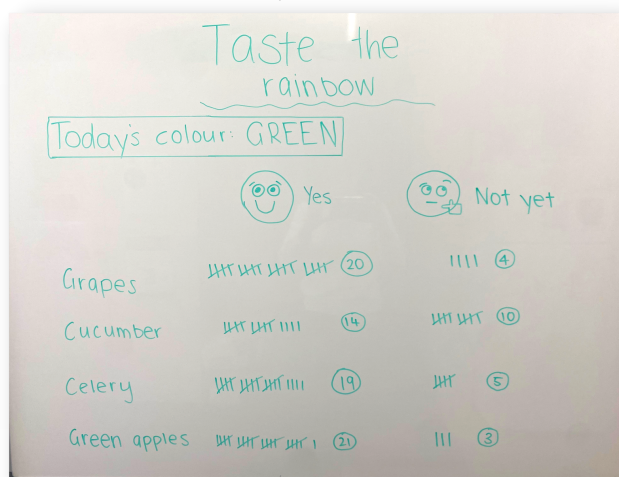 Taste the
rainbow
Today's colour: GREEN
Yes Not yet
Grapes 20 4
Cucumber 14 10
Celery 19 5
Green apples 21 3